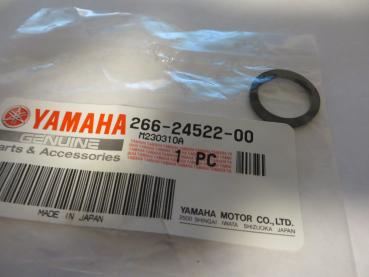 YAMAHA 266-24522-00
GENUINE M230310A
Parts & Accessories 1 PC
MADE IN JAPAN
YAMAHA MOTOR CO.,LTD.
2500 SHINGAI IWATA SHIZUOKA JAPAN